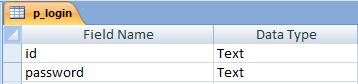 p_login
Field Name Data Type
id Text
password Text